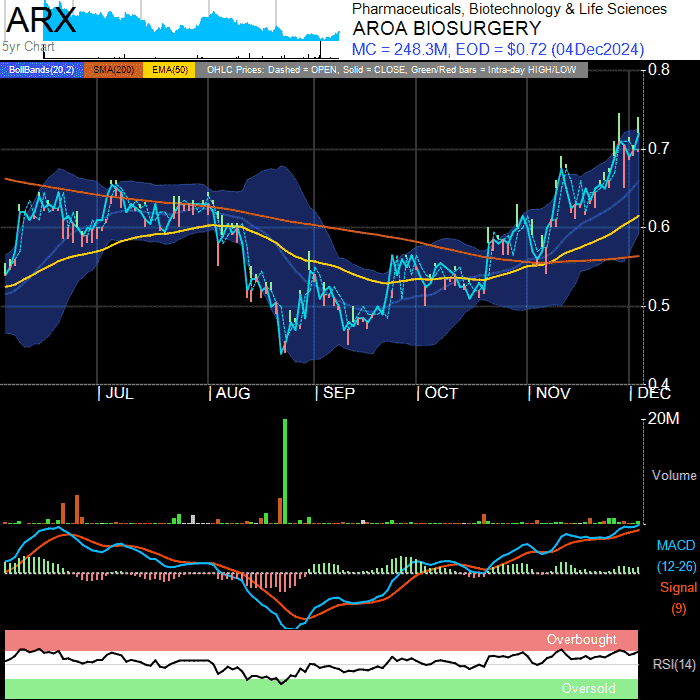 ARX
5yr Chart
Pharmaceuticals, Biotechnology & Life Sciences
AROA BIOSURGERY
MC = 248.3M, EOD = $0.72 (04Dec2024)
BollBands(20,2) SMA(200) EMA(50) OHLC Prices: Dashed = OPEN, Solid = CLOSE, Green/Red bars = Intra-day HIGH/LOW
0.8
0.7
0.6
0.5
0.4
JUL AUG SEP OCT NOV DEC
20M
Volume
MACD
(12-26)
Signal
(9)
Overbought
RSI(14)
Oversold